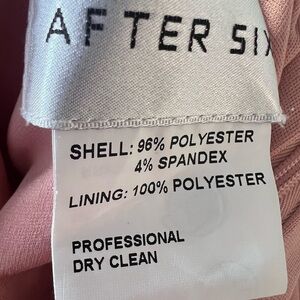 AFTER SIX
SHELL: 96% POLYESTER
4% SPANDEX
LINING: 100% POLYESTER
PROFESSIONAL
DRY CLEAN